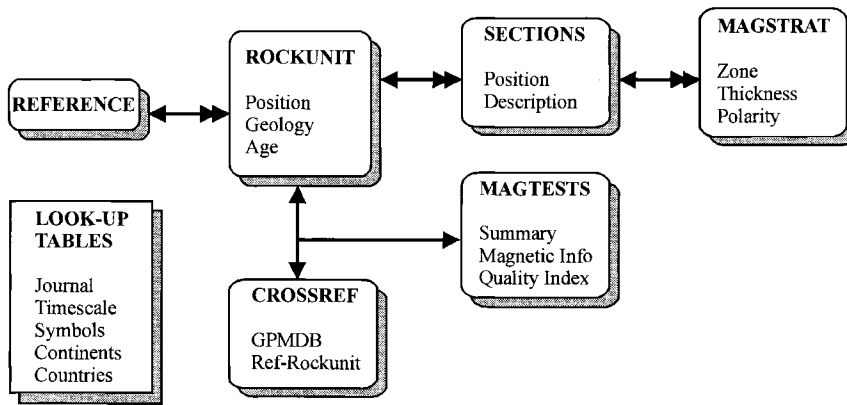 REFERENCE
ROCKUNIT
Position
Geology
Age
SECTIONS
Position
Description
MAGSTRAT
Zone
Thickness
Polarity
LOOK-UP
TABLES
Journal
Timescale
Symbols
Continents
Countries
CROSSREF
GPMDB
Ref-Rockunit
MAGTESTS
Summary
Magnetic Info
Quality Index